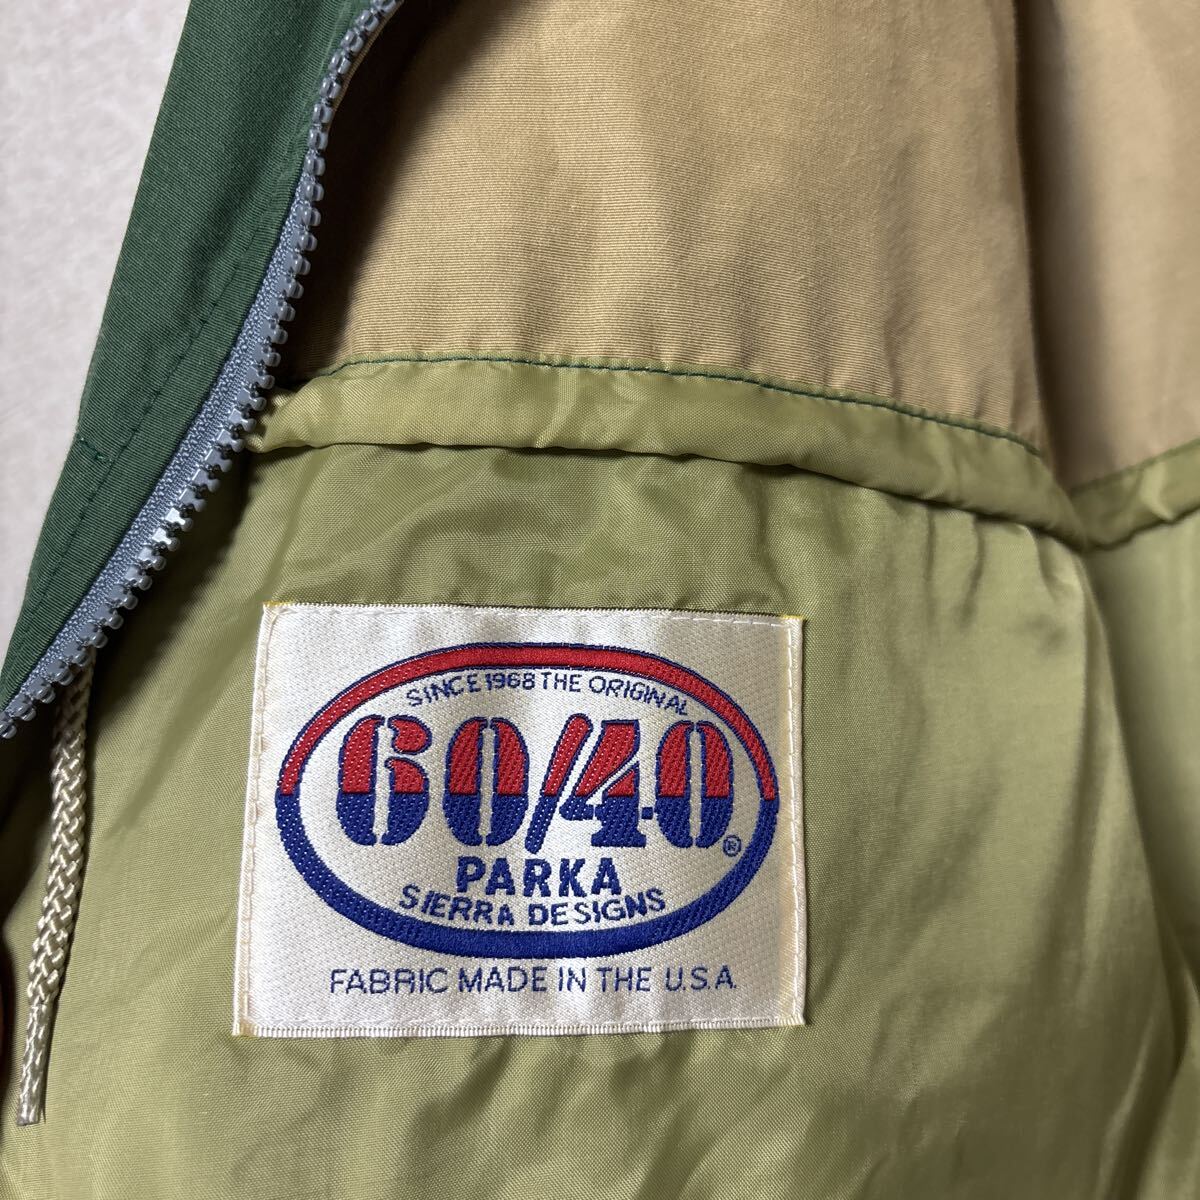 SINCE 1968 THE ORIGINAL
60/40®
PARKA
SIERRA DESIGNS
FABRIC MADE IN THE U.S.A.